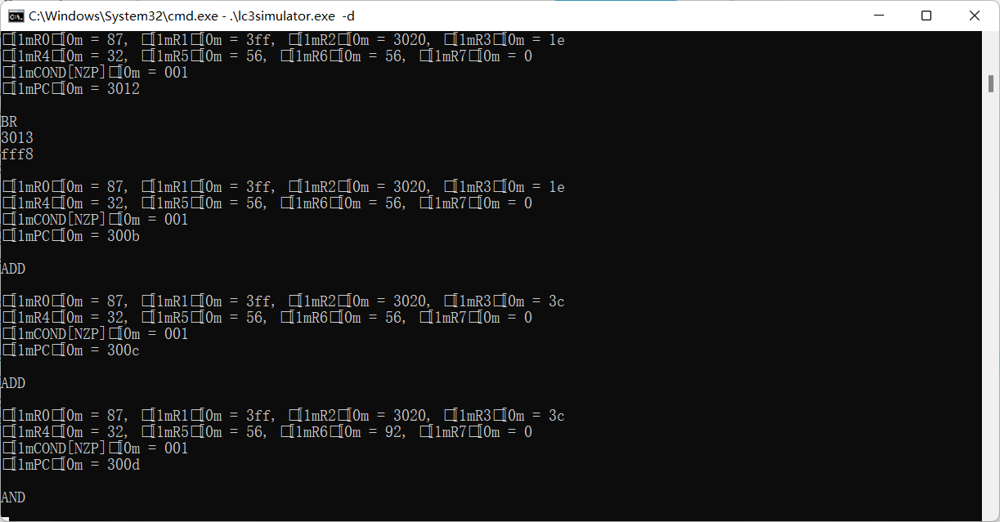 C:\Windows\System32\cmd.exe - .\lc3simulator.exe -d
□[1mR0□[0m = 87, □[1mR1□[0m = 3ff, □[1mR2□[0m = 3020, □[1mR3□[0m = 1e
□[1mR4□[0m = 32, □[1mR5□[0m = 56, □[1mR6□[0m = 56, □[1mR7□[0m = 0
□[1mCOND[NZP]□[0m = 001
□[1mPC□[0m = 3012
BR
3013
fff8
□[1mR0□[0m = 87, □[1mR1□[0m = 3ff, □[1mR2□[0m = 3020, □[1mR3□[0m = 1e
□[1mR4□[0m = 32, □[1mR5□[0m = 56, □[1mR6□[0m = 56, □[1mR7□[0m = 0
□[1mCOND[NZP]□[0m = 001
□[1mPC□[0m = 300b
ADD
□[1mR0□[0m = 87, □[1mR1□[0m = 3ff, □[1mR2□[0m = 3020, □[1mR3□[0m = 3c
□[1mR4□[0m = 32, □[1mR5□[0m = 56, □[1mR6□[0m = 56, □[1mR7□[0m = 0
□[1mCOND[NZP]□[0m = 001
□[1mPC□[0m = 300c
ADD
□[1mR0□[0m = 87, □[1mR1□[0m = 3ff, □[1mR2□[0m = 3020, □[1mR3□[0m = 3c
□[1mR4□[0m = 32, □[1mR5□[0m = 56, □[1mR6□[0m = 92, □[1mR7□[0m = 0
□[1mCOND[NZP]□[0m = 001
□[1mPC□[0m = 300d
AND